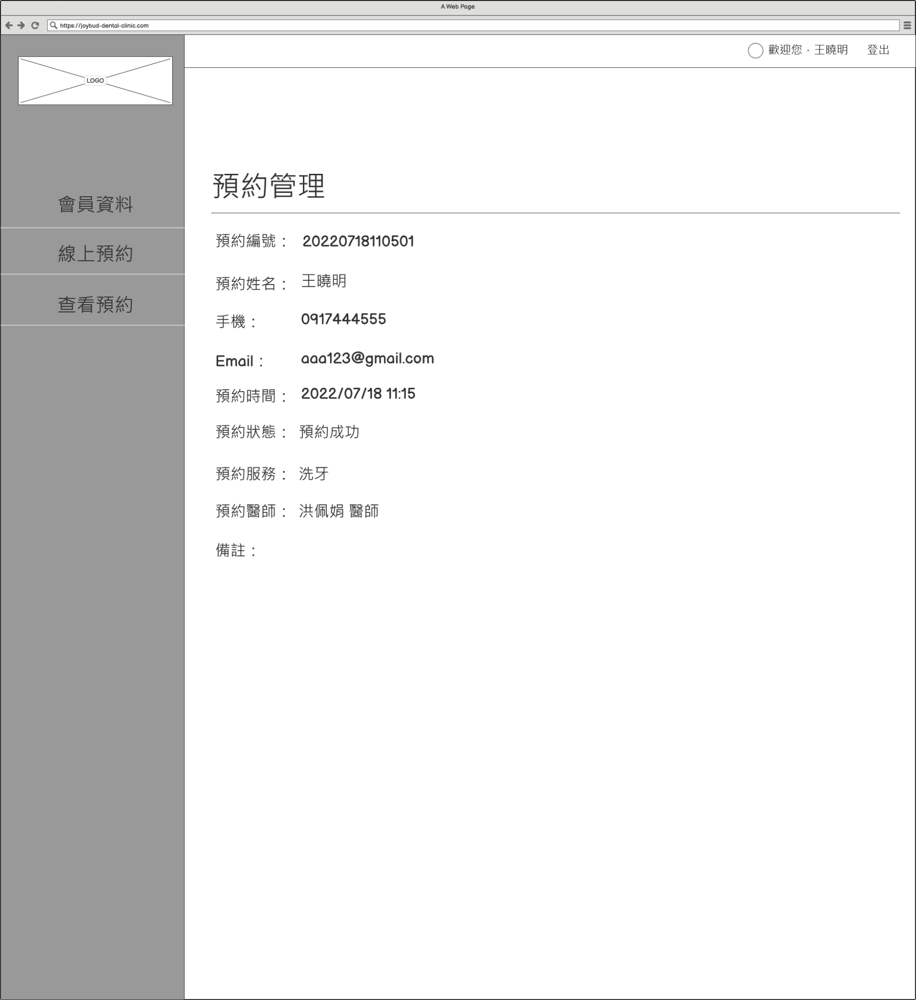 A Web Page
https://joybud-dental-clinic.com
歡迎您，王曉明 登出
LOGO
會員資料
線上預約
查看預約
預約管理
預約編號： 20220718110501
預約姓名： 王曉明
手機： 0917444555
Email： aaa123@gmail.com
預約時間： 2022/07/18 11:15
預約狀態： 預約成功
預約服務： 洗牙
預約醫師： 洪佩娟 醫師
備註：